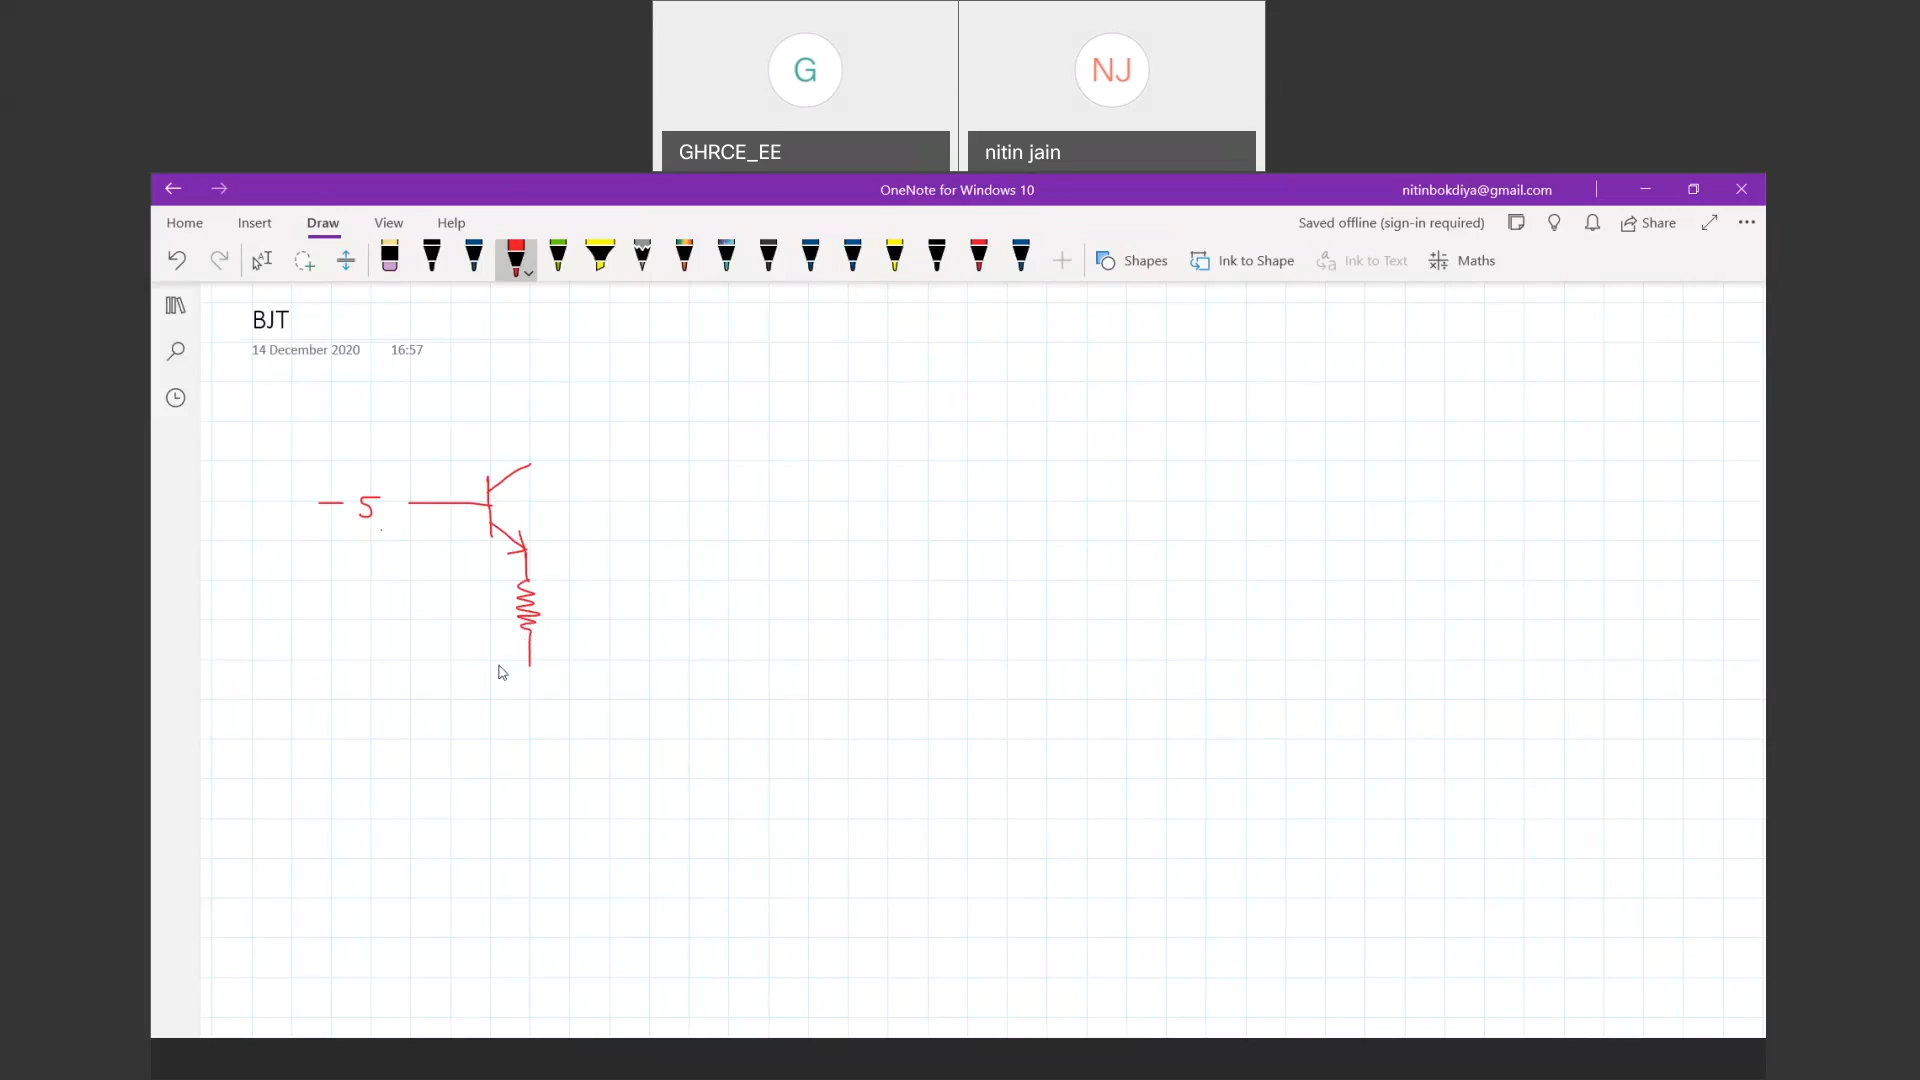 G
NJ
GHRCE_EE
nitin jain
OneNote for Windows 10
nitinbokdiya@gmail.com
Home Insert Draw View Help
Saved offline (sign-in required)
Share
Shapes
Ink to Shape
Ink to Text
Maths
BJT
14 December 2020 16:57
- 5